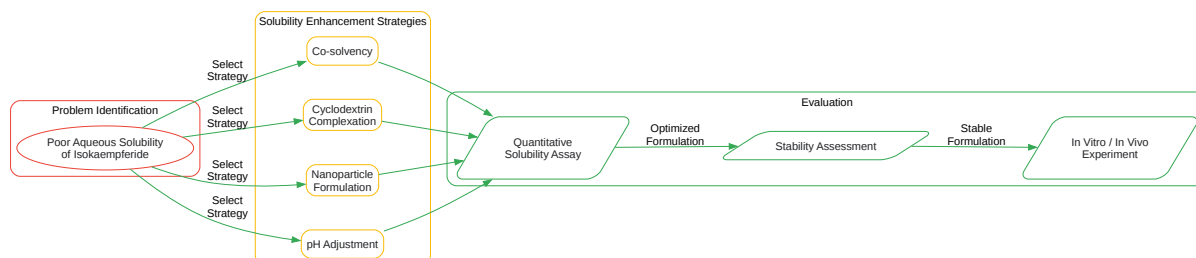 Solubility Enhancement Strategies
Co-solvency
Select
Strategy
Problem Identification
Poor Aqueous Solubility
of Isokaempferide
Select
Strategy
Cyclodextrin
Complexation
Select
Strategy
Nanoparticle
Formulation
Select
Strategy
pH Adjustment
Evaluation
Quantitative
Solubility Assay
Optimized
Formulation
Stability Assessment
Stable
Formulation
In Vitro / In Vivo
Experiment